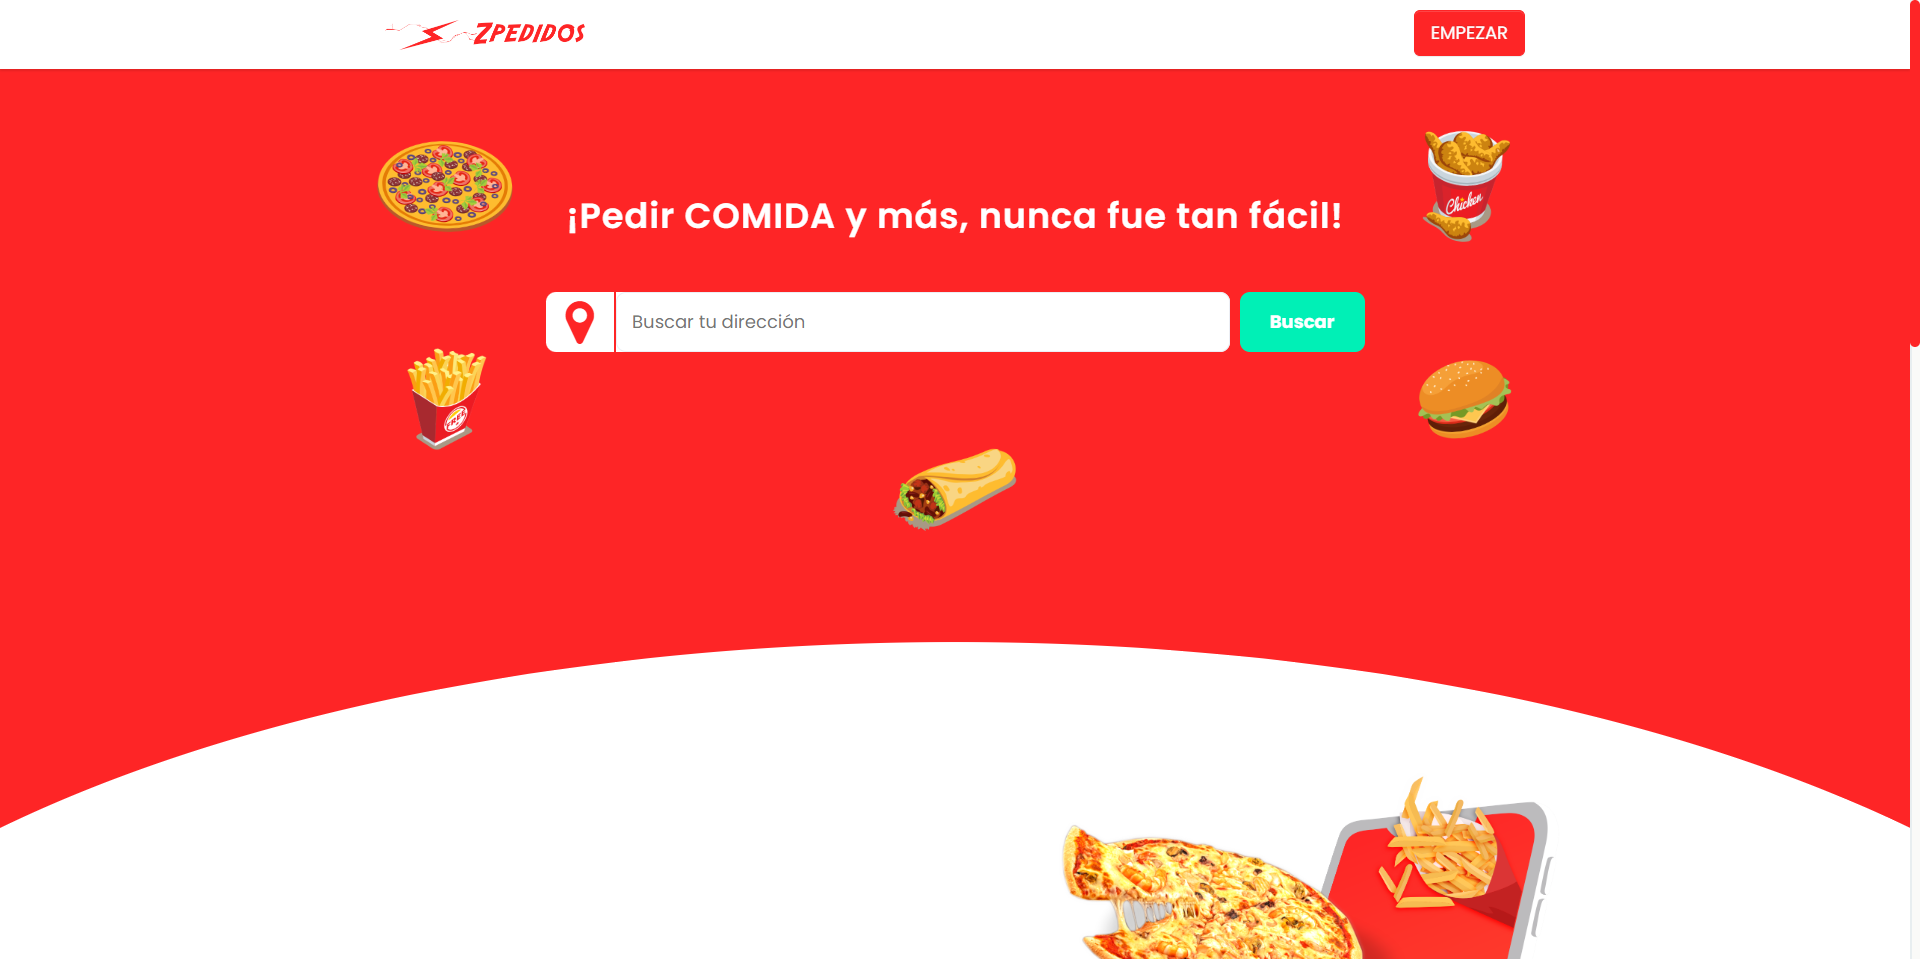 ZPEDIDOS
EMPEZAR
¡Pedir COMIDA y más, nunca fue tan fácil!
Chicken
Buscar tu dirección
Buscar